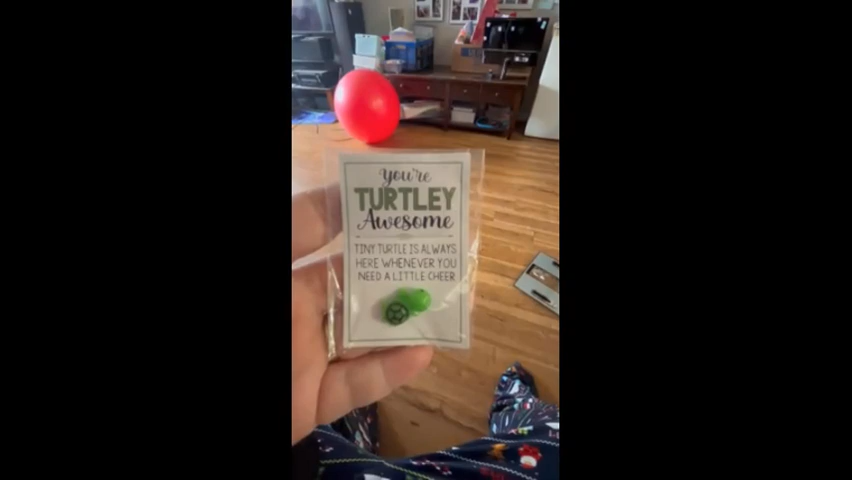 You're
TURTLEY
Awesome
TINY TURTLE IS ALWAYS
HERE WHENEVER YOU
NEED A LITTLE CHEER